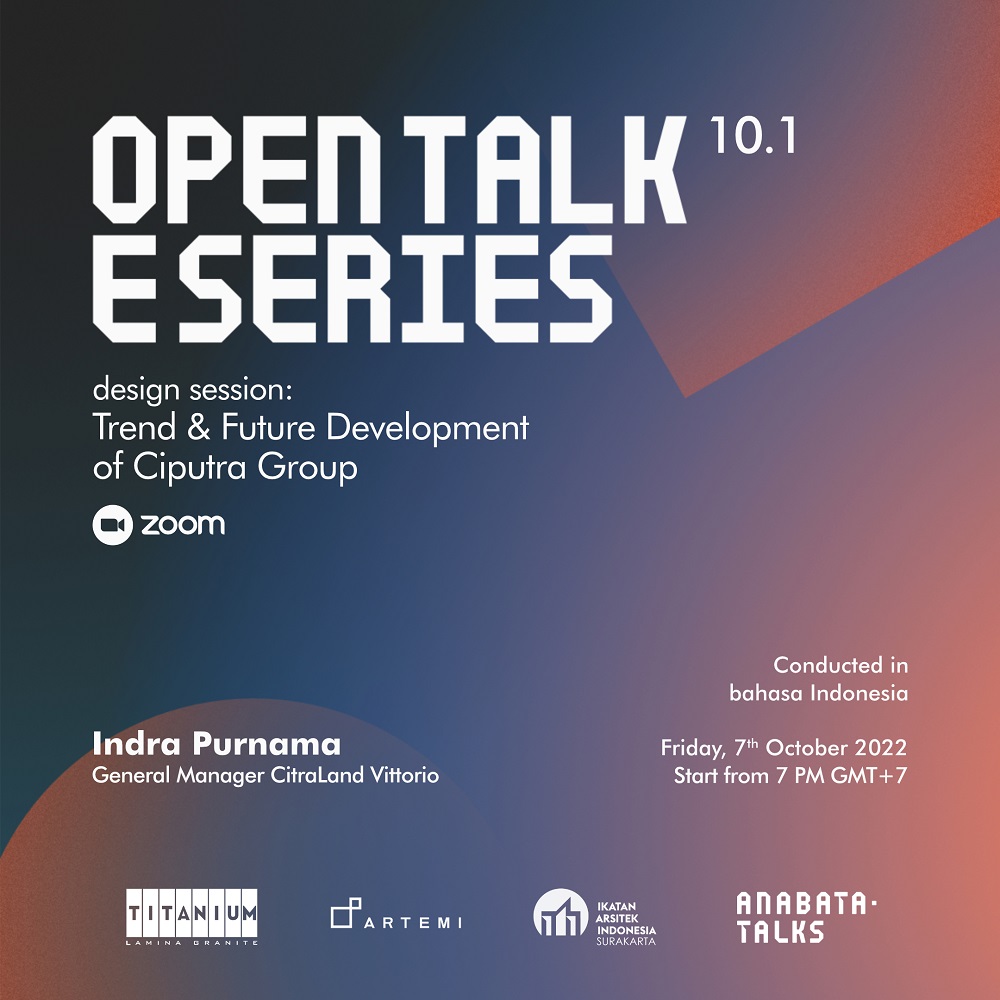 OPEN TALK 10.1
E SERIES
design session:
Trend & Future Development
of Ciputra Group
zoom
Conducted in
bahasa Indonesia
Indra Purnama
General Manager CitraLand Vittorio
Friday, 7th October 2022
Start from 7 PM GMT+7
TITANIUM
LAMINA GRANITE
ARTEMI
IKATAN
ARSITEK
INDONESIA
SURAKARTA
ANABATA·
TALKS